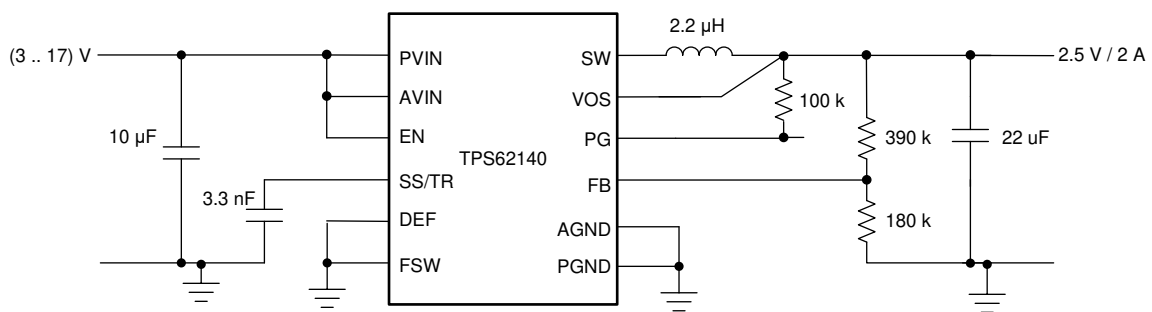 2.2 µH
(3 .. 17) V
PVIN
SW
2.5 V / 2 A
AVIN
VOS
100 k
10 µF
EN
PG
390 k
22 uF
TPS62140
3.3 nF
SS/TR
FB
DEF
180 k
AGND
FSW
PGND